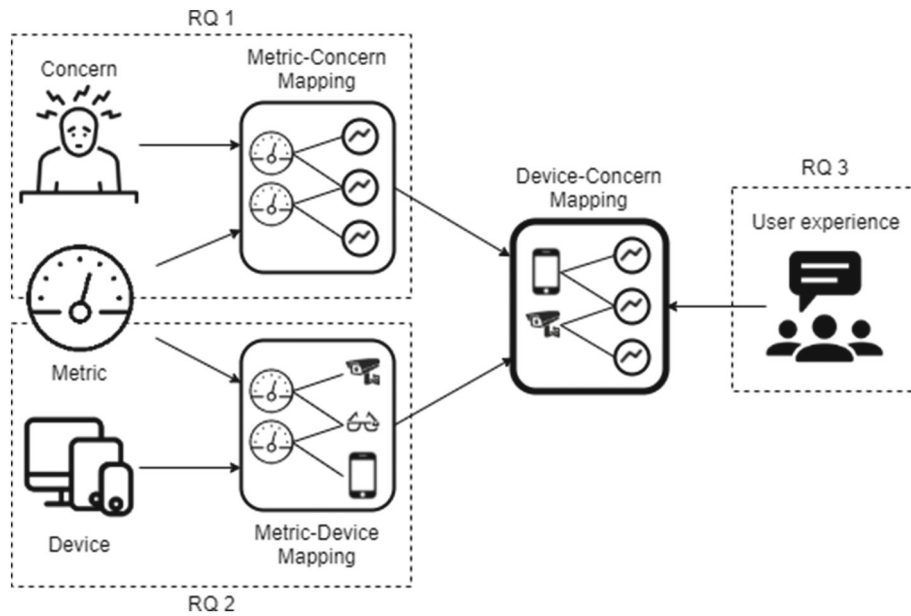 RQ 1
Concern
Metric-Concern
Mapping
Metric
Device
Metric-Device
Mapping
RQ 2
Device-Concern
Mapping
RQ 3
User experience